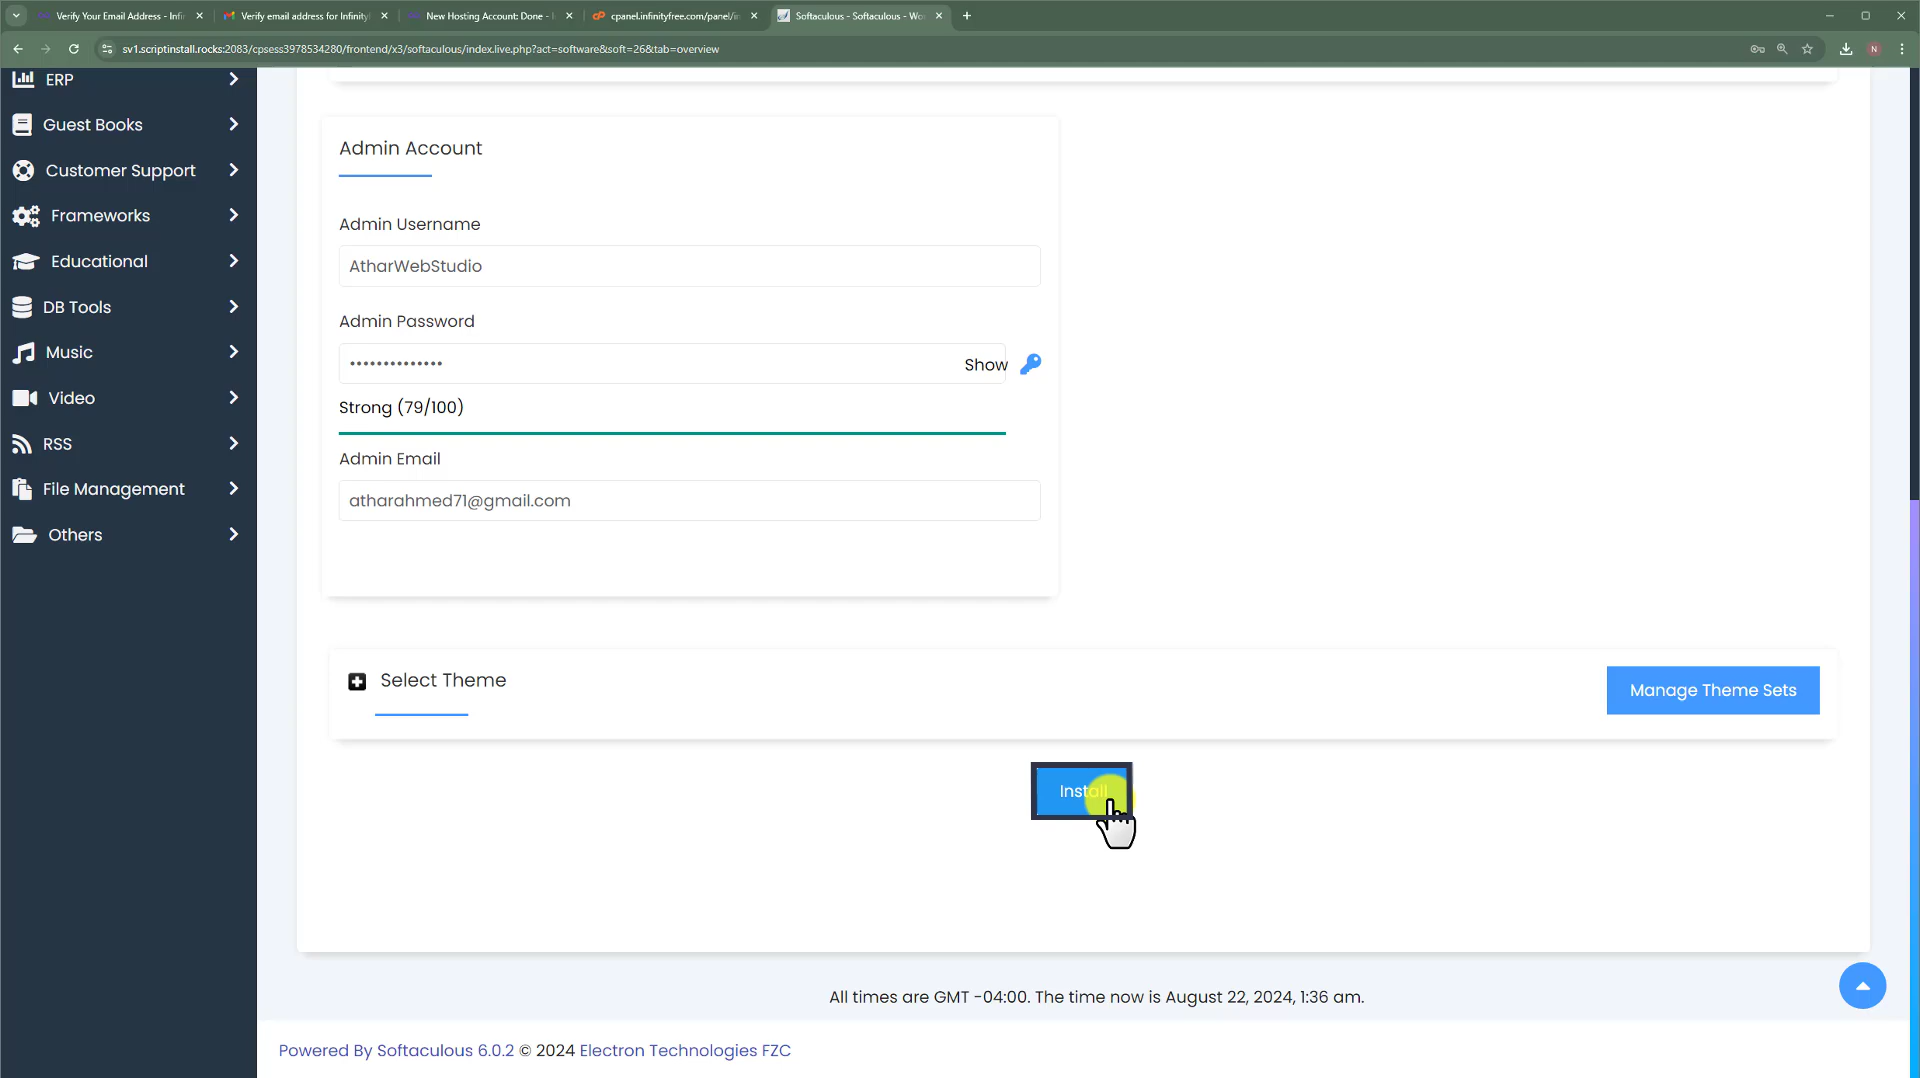 Verify Your Email Address - Infi
Verify email address for Infinity
New Hosting Account: Done - I
cpanel.infinityfree.com/panel/in
Softaculous - Softaculous - Wo
sv1.scriptinstall.rocks:2083/cpsess3978534280/frontend/x3/softaculous/index.live.php?act=software&soft=26&tab=overview
N
ERP
Guest Books
Customer Support
Frameworks
Educational
DB Tools
Music
Video
RSS
File Management
Others
Admin Account
Admin Username
AtharWebStudio
Admin Password
Show
Strong (79/100)
Admin Email
atharahmed71@gmail.com
Select Theme
Manage Theme Sets
Install
All times are GMT -04:00. The time now is August 22, 2024, 1:36 am.
Powered By Softaculous 6.0.2 © 2024 Electron Technologies FZC